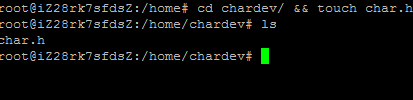 root@iZ28rk7sfdsZ:/home# cd chardev/ && touch char.h
root@iZ28rk7sfdsZ:/home/chardev# ls
char.h
root@iZ28rk7sfdsZ:/home/chardev#